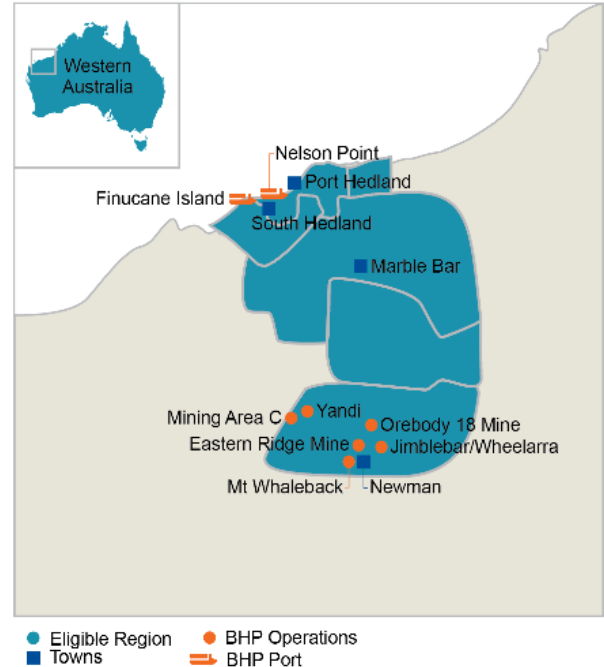 Western
Australia
Nelson Point
Port Hedland
Finucane Island
South Hedland
Marble Bar
Yandi
Mining Area C
Orebody 18 Mine
Eastern Ridge Mine
Jimblebar/Wheelarra
Mt Whaleback
Newman
Eligible Region
BHP Operations
Towns
BHP Port